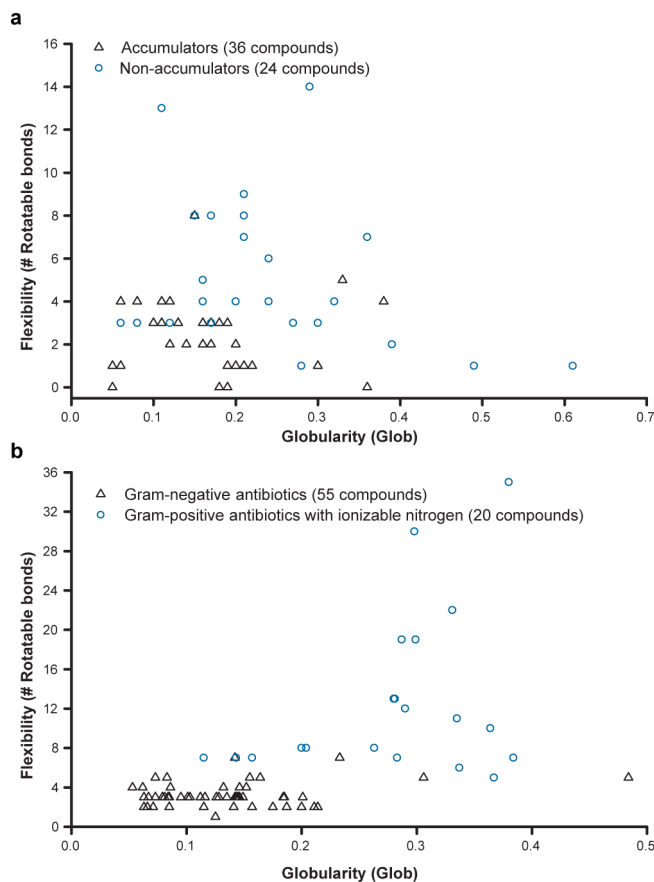 a
16
14
12
10
8
6
4
2
0
Flexibility (# Rotatable bonds)
Accumulators (36 compounds)
Non-accumulators (24 compounds)
0.0 0.1 0.2 0.3 0.4 0.5 0.6 0.7
Globularity (Glob)
b
36
32
28
24
20
16
12
8
4
0
Flexibility (# Rotatable bonds)
Gram-negative antibiotics (55 compounds)
Gram-positive antibiotics with ionizable nitrogen (20 compounds)
0.0 0.1 0.2 0.3 0.4 0.5
Globularity (Glob)